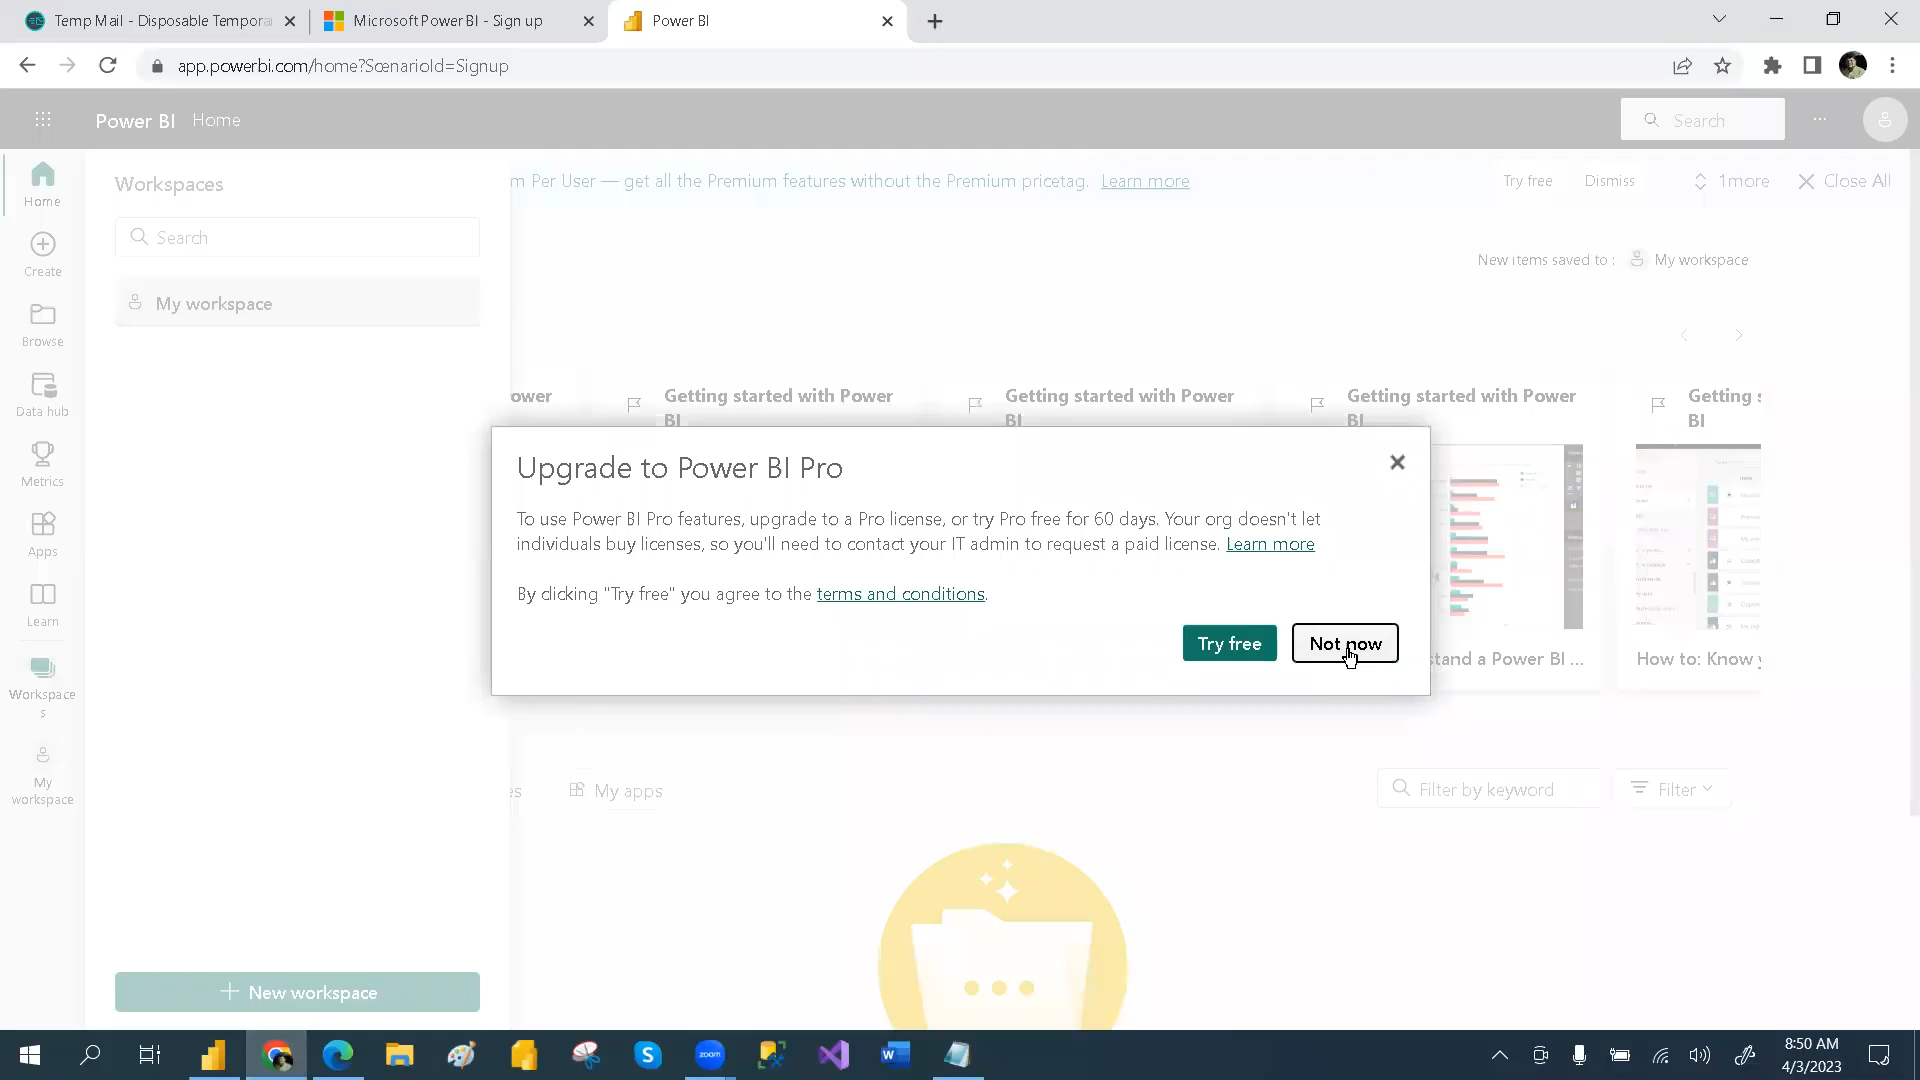 Temp Mail - Disposable Tempora
Microsoft Power BI - Sign up
Power BI
app.powerbi.com/home?ScenarioId=Signup
Power BI Home
Search
Home
Create
Browse
Data hub
Metrics
Apps
Learn
Workspace
s
My
workspace
Workspaces
Search
My workspace
New workspace
m Per User — get all the Premium features without the Premium pricetag. Learn more
Try free
Dismiss
1 more
Close All
New items saved to :
My workspace
ower
Getting started with Power
BI
Getting started with Power
BI
Getting started with Power
BI
Getting s
BI
Upgrade to Power BI Pro
To use Power BI Pro features, upgrade to a Pro license, or try Pro free for 60 days. Your org doesn't let
individuals buy licenses, so you'll need to contact your IT admin to request a paid license. Learn more
By clicking "Try free" you agree to the terms and conditions.
Try free
Not now
stand a Power BI ...
How to: Know y
es
My apps
Filter by keyword
Filter
zoom
8:50 AM
4/3/2023